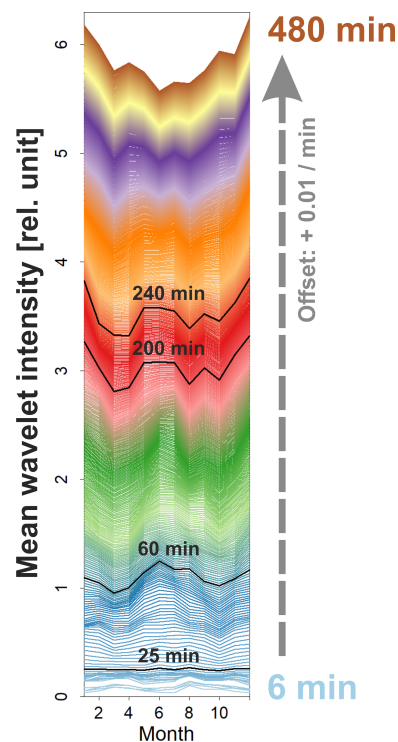 480 min
Mean wavelet intensity [rel. unit]
6
5
4
3
2
1
0
Offset: + 0.01 / min
240 min
200 min
60 min
25 min
6 min
2 4 6 8 10
Month